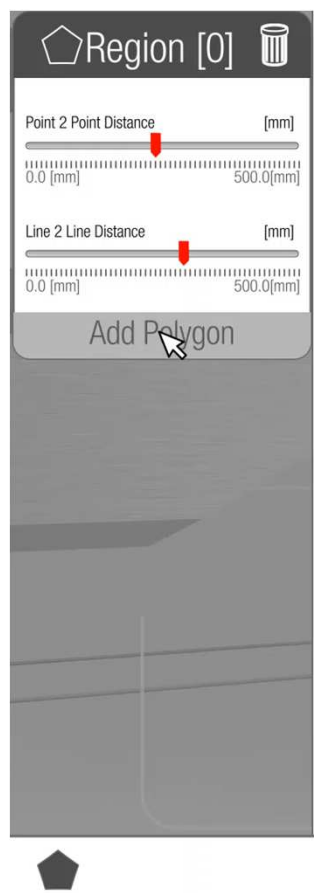 Region [0]
Point 2 Point Distance [mm]
0.0 [mm] 500.0[mm]
Line 2 Line Distance [mm]
0.0 [mm] 500.0[mm]
Add Polygon